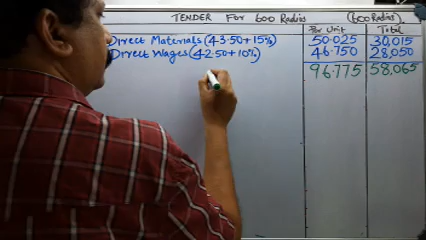 TENDER For 600 Radios (600 Radios)
Per Unit Total
Direct Materials (43.50+15%) 50.025 30,015
Direct Wages (42.50+10%) 46.750 28,050
96.775 58,065